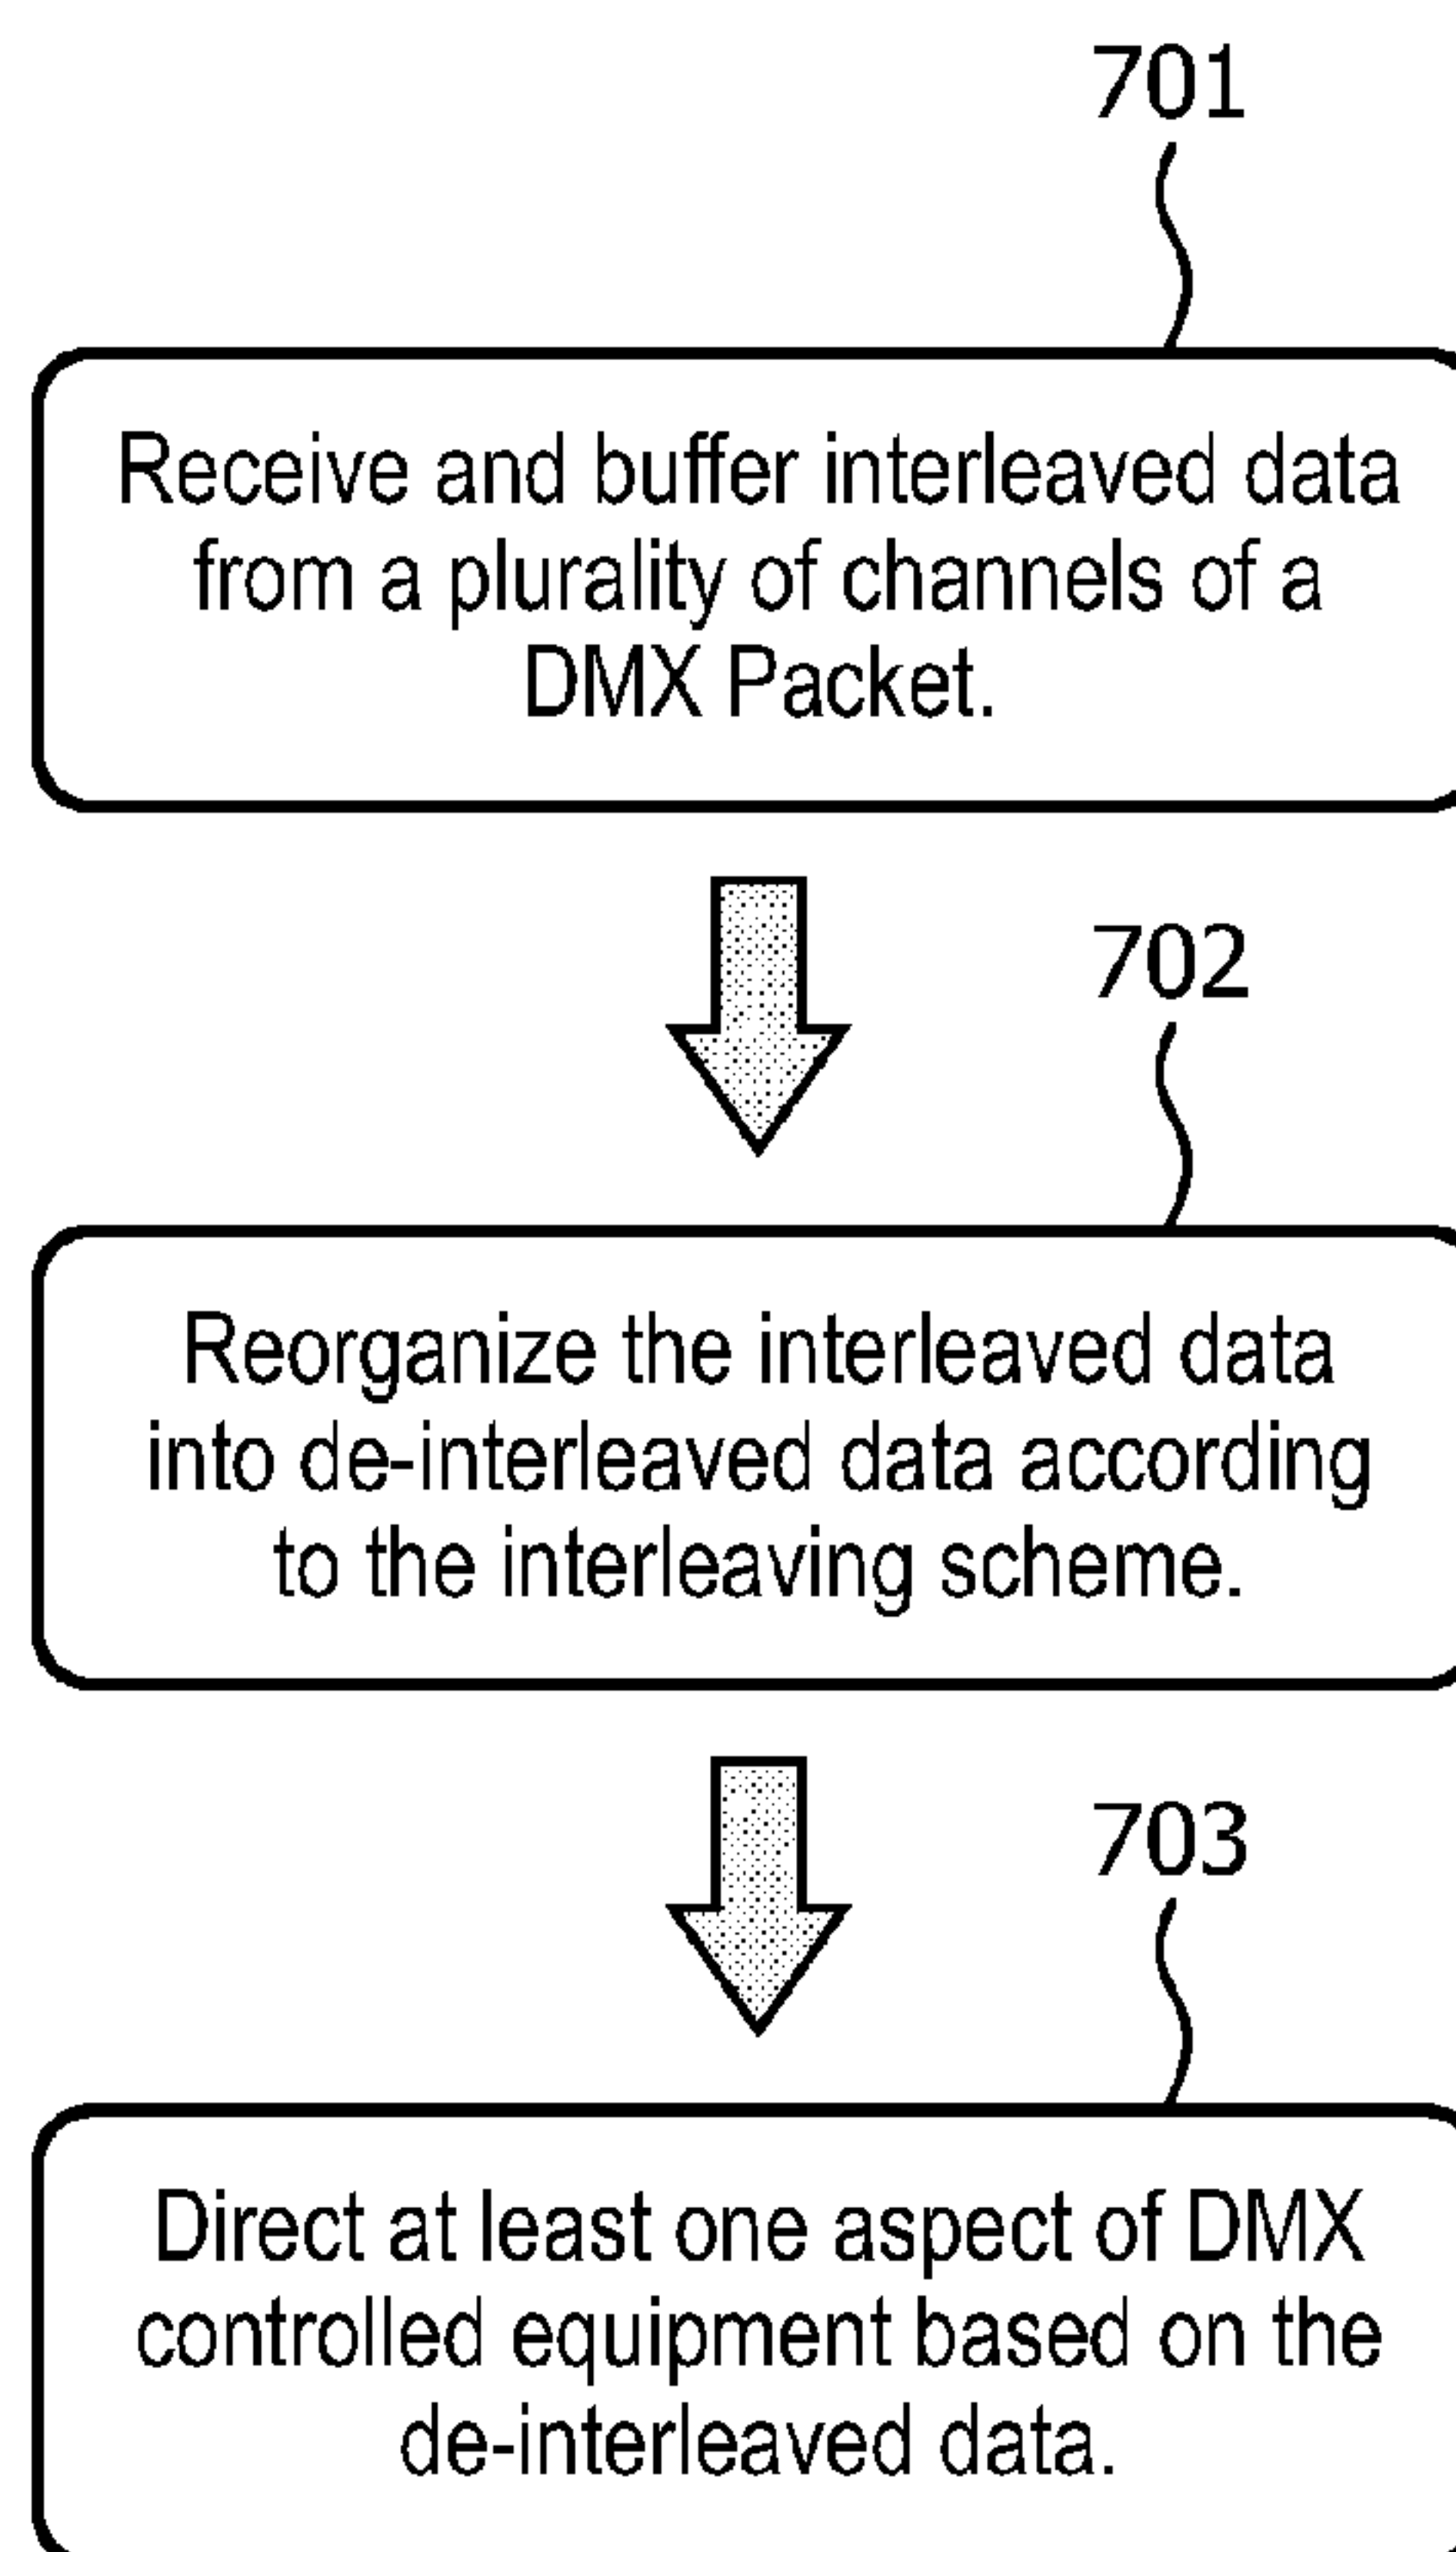 701
Receive and buffer interleaved data
from a plurality of channels of a
DMX Packet.
702
Reorganize the interleaved data
into de-interleaved data according
to the interleaving scheme.
703
Direct at least one aspect of DMX
controlled equipment based on the
de-interleaved data.